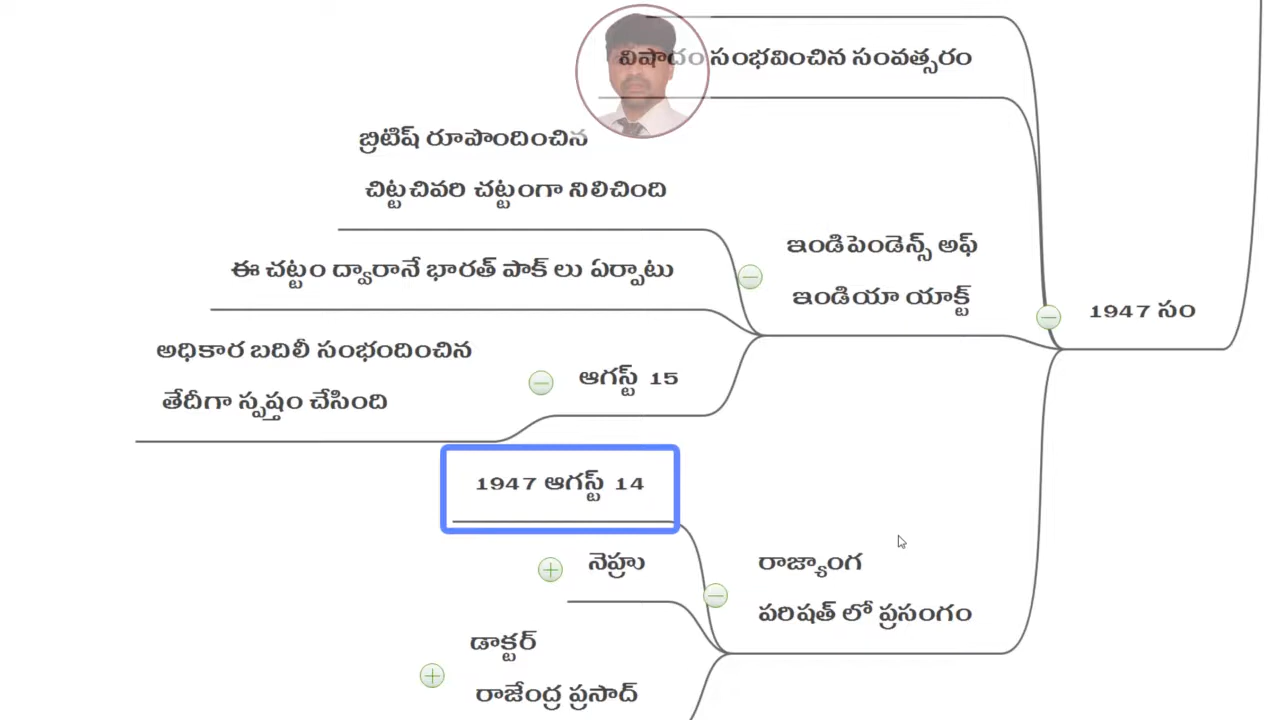 విషాదం సంభవించిన సంవత్సరం
బ్రిటిష్ రూపొందించిన
చిట్టచివరి చట్టంగా నిలిచింది
ఇండిపెండెన్స్ అఫ్
ఇండియా యాక్ట్
ఈ చట్టం ద్వారానే భారత్ పాక్ లు ఏర్పాటు
1947 సం
అధికార బదిలీ సంభందించిన
తేదీగా స్పష్తం చేసింది
ఆగస్ట్ 15
1947 ఆగస్ట్ 14
నెహ్రు
రాజ్యాంగ
పరిషత్ లో ప్రసంగం
డాక్టర్
రాజేంద్ర ప్రసాద్